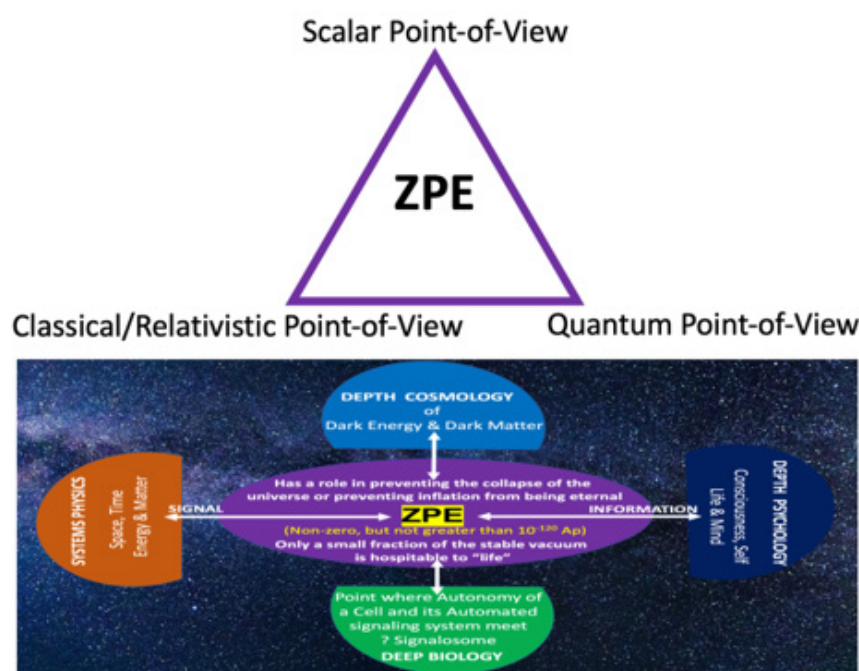 Scalar Point-of-View
ZPE
Classical/Relativistic Point-of-View
Quantum Point-of-View
DEPTH COSMOLOGY
of
Dark Energy & Dark Matter
SYSTEMS PHYSICS
Space, Time
Energy & Matter
Has a role in preventing the collapse of the
universe or preventing inflation from being eternal
SIGNAL
ZPE
INFORMATION
(Non-zero, but not greater than 10⁻¹²⁰ Ap)
Only a small fraction of the stable vacuum
is hospitable to “life”
DEPTH PSYCHOLOGY
Consciousness, Self
Life & Mind
Point where Autonomy of
a Cell and its Automated
signaling system meet
? Signalosome
DEEP BIOLOGY